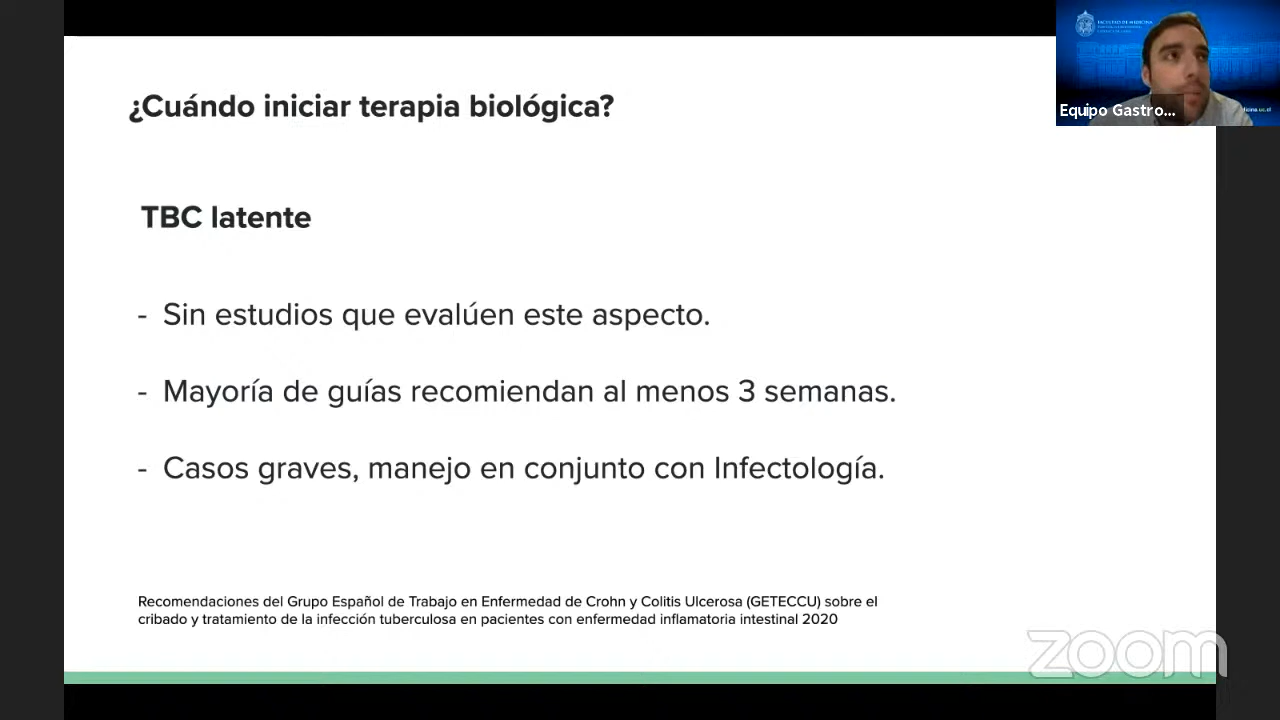 ¿Cuándo iniciar terapia biológica?
TBC latente
- Sin estudios que evalúen este aspecto.
- Mayoría de guías recomiendan al menos 3 semanas.
- Casos graves, manejo en conjunto con Infectología.
Recomendaciones del Grupo Español de Trabajo en Enfermedad de Crohn y Colitis Ulcerosa (GETECCU) sobre el
cribado y tratamiento de la infección tuberculosa en pacientes con enfermedad inflamatoria intestinal 2020
FACULTAD DE MEDICINA
Equipo Gastro...
zoom